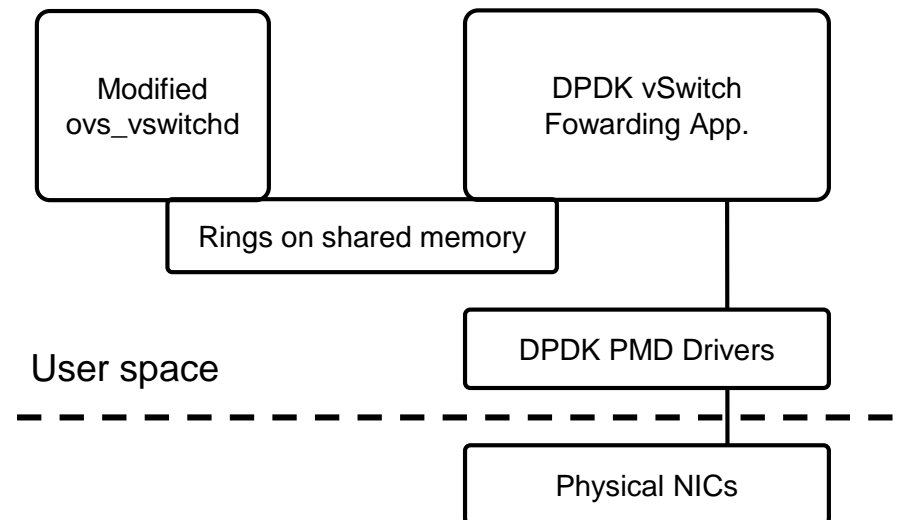 Modified
ovs_vswitchd
DPDK vSwitch
Fowarding App.
Rings on shared memory
DPDK PMD Drivers
User space
Physical NICs